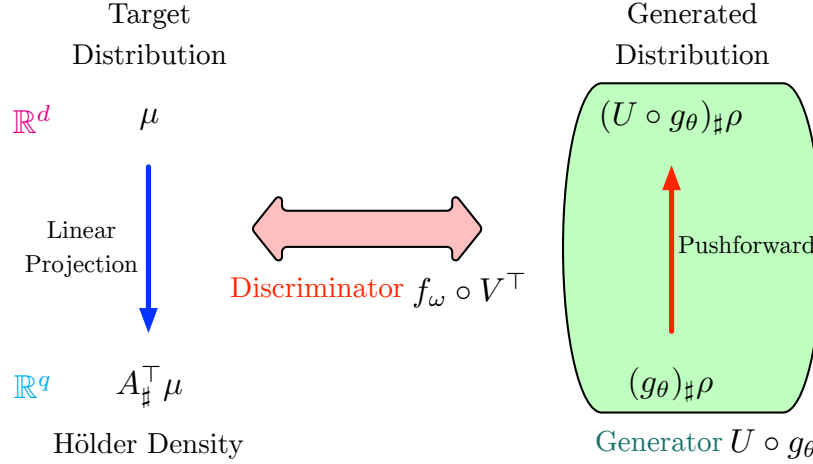 Target
Distribution
Generated
Distribution
ℝ^d
μ
(U ∘ g_θ)_♯ρ
Linear
Projection
Pushforward
Discriminator f_ω ∘ V^⊤
ℝ^q
A_♯^⊤ μ
(g_θ)_♯ρ
Hölder Density
Generator U ∘ g_θ